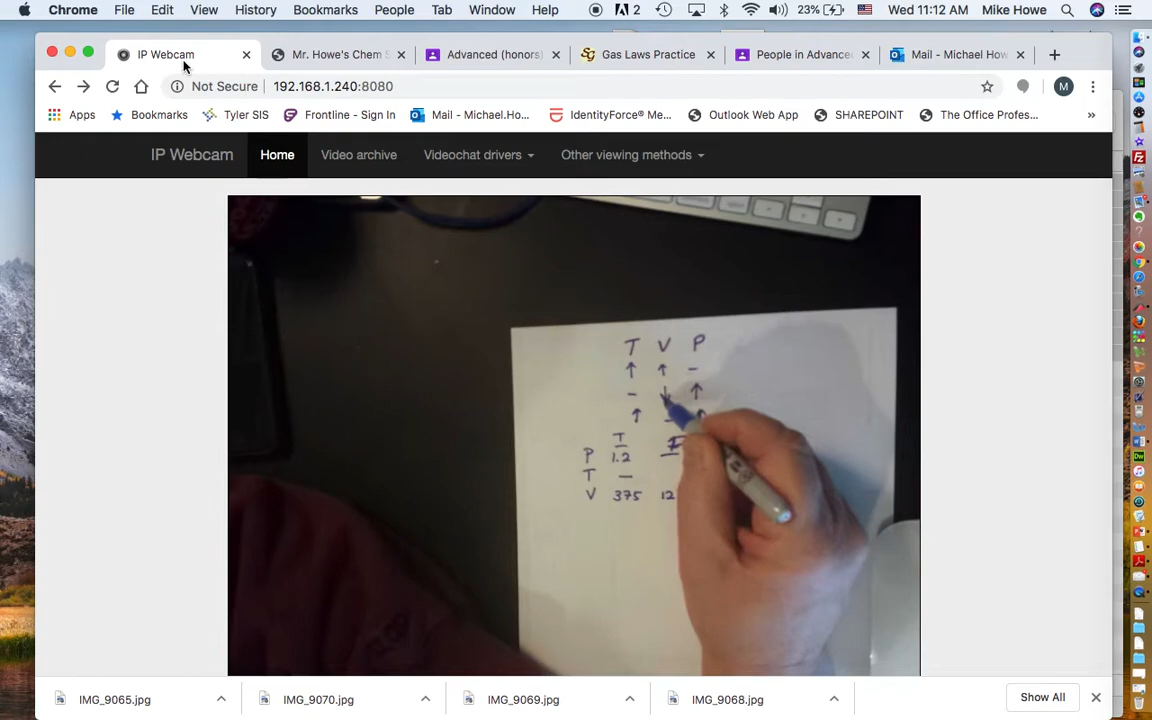 Chrome File Edit View History Bookmarks People Tab Window Help 2 23% Wed 11:12 AM Mike Howe
IP Webcam Mr. Howe's Chem S Advanced (honors) Gas Laws Practice People in Advance Mail - Michael How
Not Secure 192.168.1.240:8080 M
Apps Bookmarks Tyler SIS Frontline - Sign In Mail - Michael.Ho... IdentityForce® Me... Outlook Web App SHAREPOINT The Office Profes... »
IP Webcam Home Video archive Videochat drivers Other viewing methods
T V P
↑ ↑ –
– ↓ ↑
↑ – ↑
T
P 1.2
T —
V 375 12
IMG_9065.jpg IMG_9070.jpg IMG_9069.jpg IMG_9068.jpg Show All